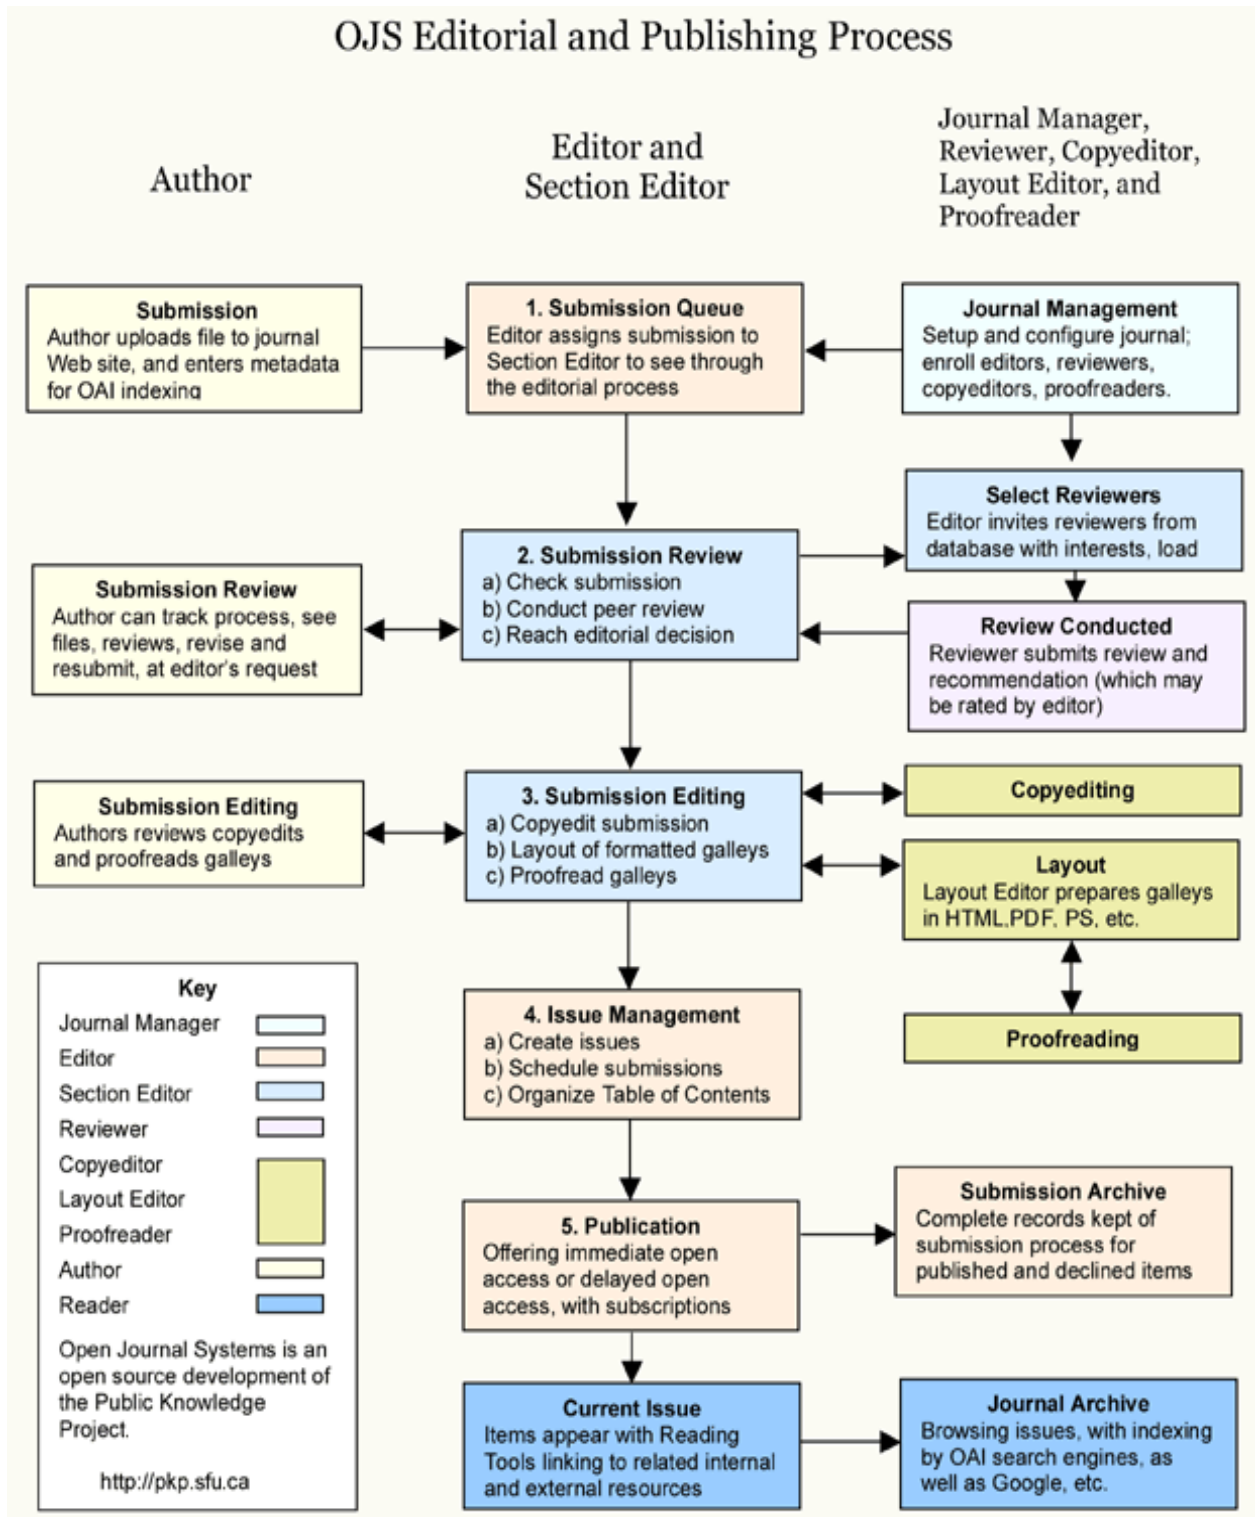 OJS Editorial and Publishing Process
Author
Editor and
Section Editor
Journal Manager,
Reviewer, Copyeditor,
Layout Editor, and
Proofreader
Submission
Author uploads file to journal
Web site, and enters metadata
for OAI indexing
1. Submission Queue
Editor assigns submission to
Section Editor to see through
the editorial process
Journal Management
Setup and configure journal;
enroll editors, reviewers,
copyeditors, proofreaders.
Select Reviewers
Editor invites reviewers from
database with interests, load
Submission Review
Author can track process, see
files, reviews, revise and
resubmit, at editor's request
2. Submission Review
a) Check submission
b) Conduct peer review
c) Reach editorial decision
Review Conducted
Reviewer submits review and
recommendation (which may
be rated by editor)
Submission Editing
Authors reviews copyedits
and proofreads galleys
3. Submission Editing
a) Copyedit submission
b) Layout of formatted galleys
c) Proofread galleys
Copyediting
Layout
Layout Editor prepares galleys
in HTML,PDF, PS, etc.
Proofreading
Key
Journal Manager
Editor
Section Editor
Reviewer
Copyeditor
Layout Editor
Proofreader
Author
Reader
Open Journal Systems is an
open source development of
the Public Knowledge
Project.
http://pkp.sfu.ca
4. Issue Management
a) Create issues
b) Schedule submissions
c) Organize Table of Contents
5. Publication
Offering immediate open
access or delayed open
access, with subscriptions
Submission Archive
Complete records kept of
submission process for
published and declined items
Current Issue
Items appear with Reading
Tools linking to related internal
and external resources
Journal Archive
Browsing issues, with indexing
by OAI search engines, as
well as Google, etc.